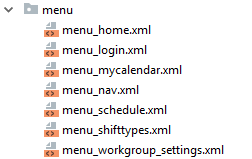 menu
menu_home.xml
menu_login.xml
menu_mycalendar.xml
menu_nav.xml
menu_schedule.xml
menu_shifttypes.xml
menu_workgroup_settings.xml